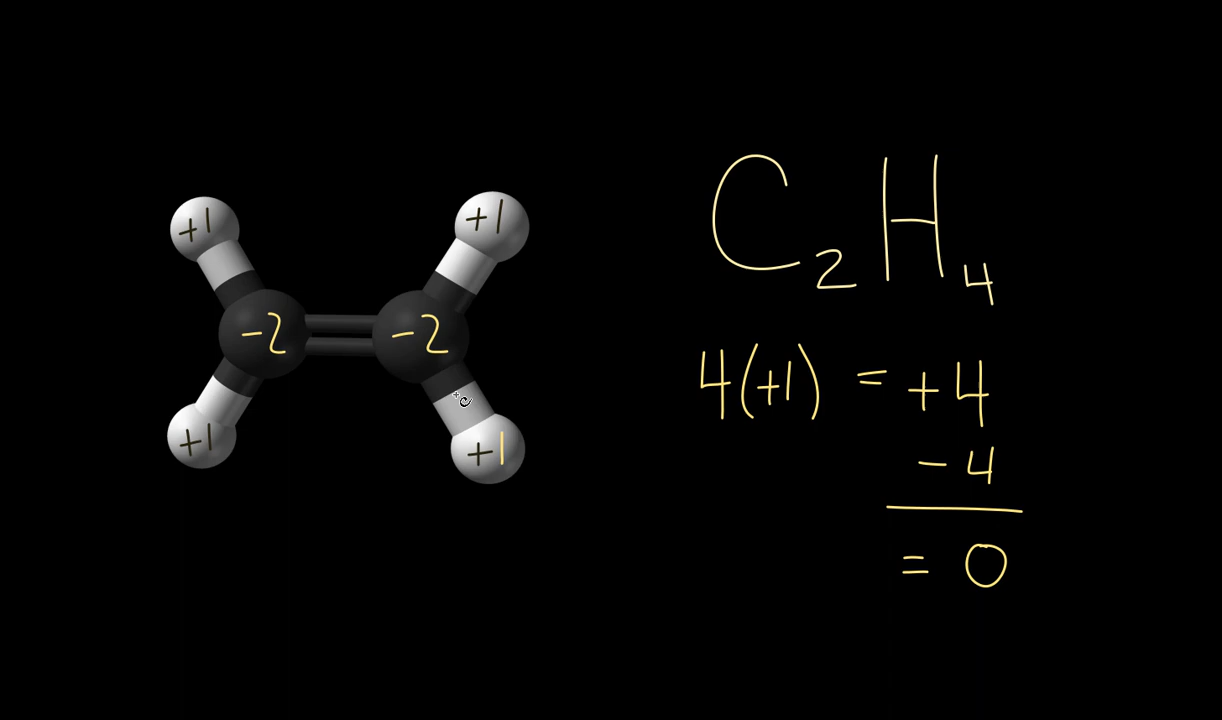 +1 +1
-2 -2
+1 +1
C2H4
4(+1) = +4
-4
= 0